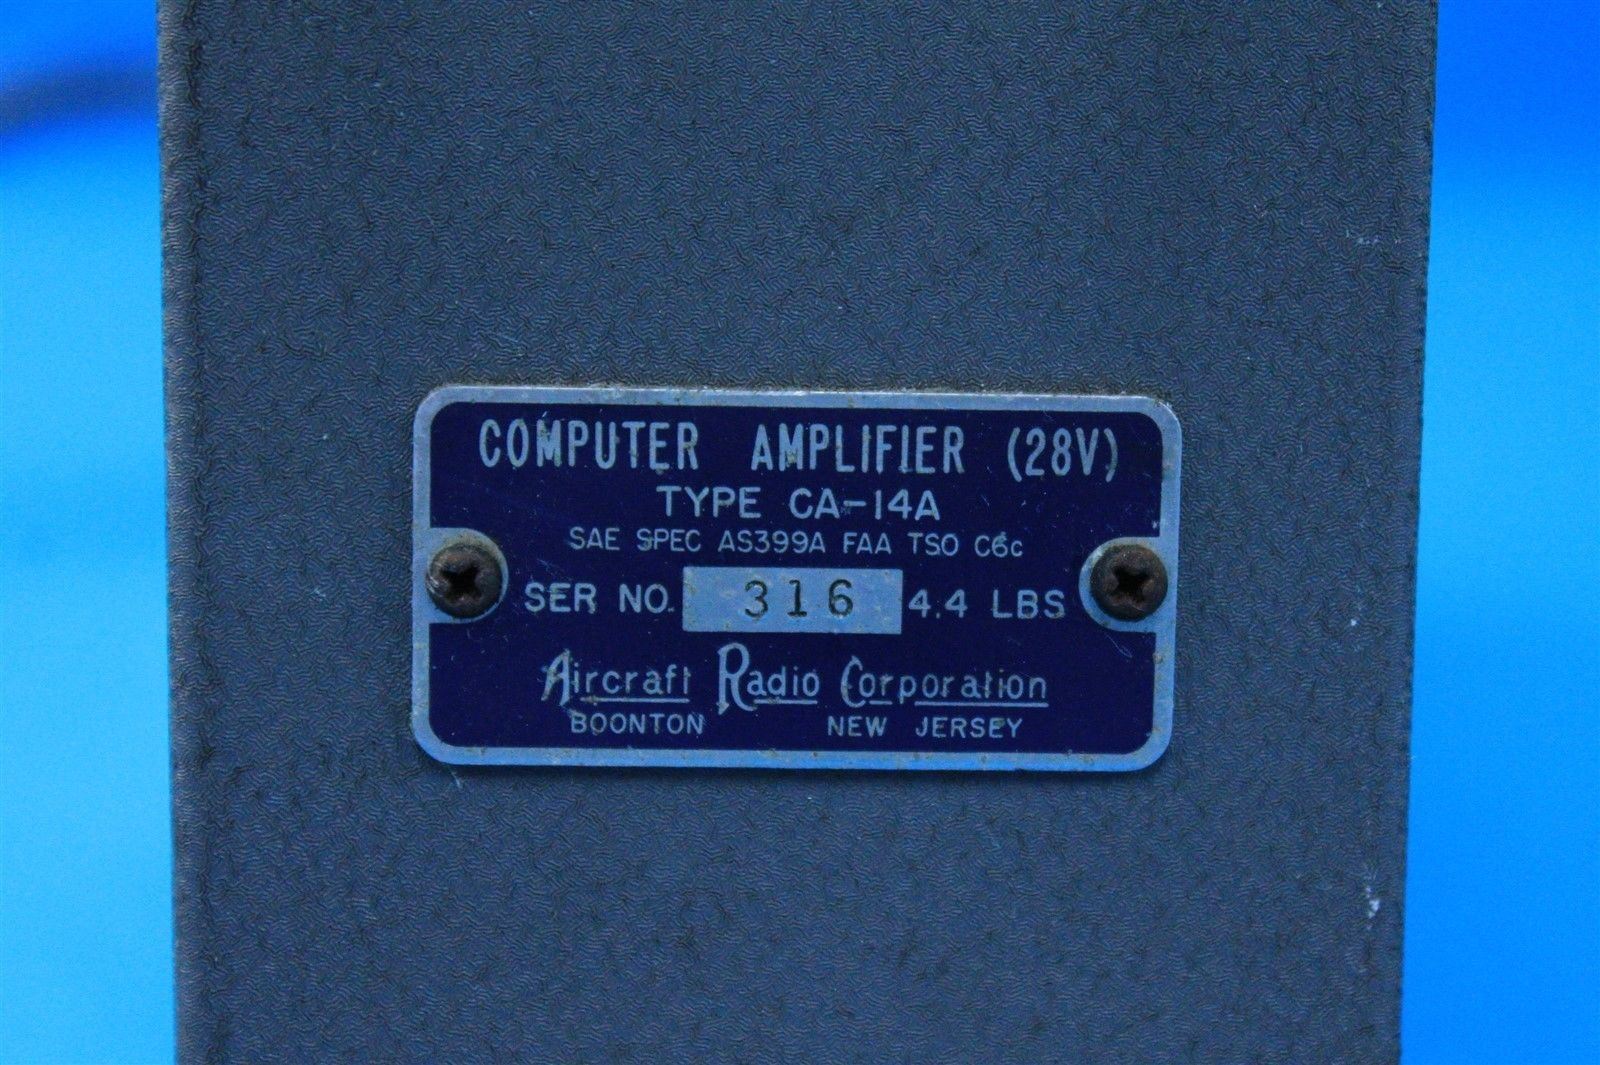 COMPUTER AMPLIFIER (28V)
TYPE CA-14A
SAE SPEC AS399A FAA TSO C6c
SER NO. 316 4.4 LBS
Aircraft Radio Corporation
BOONTON NEW JERSEY